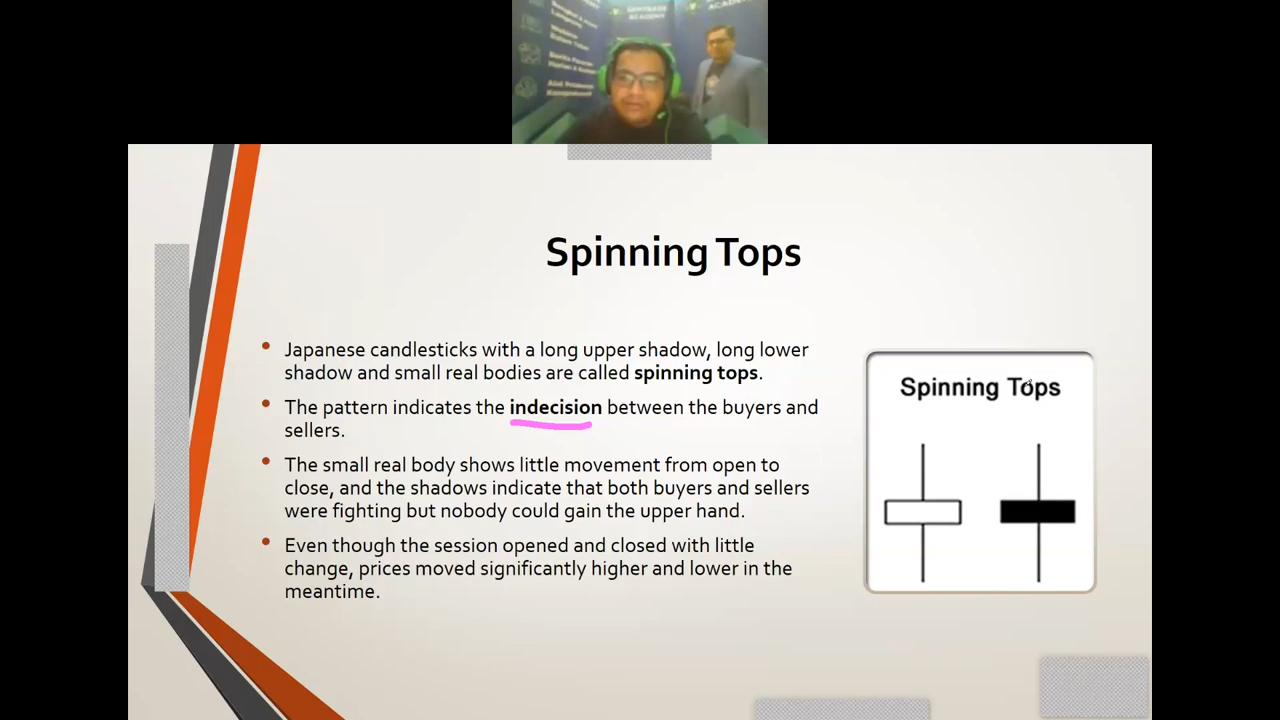 ACADEMY
Webinar
Spinning Tops
• Japanese candlesticks with a long upper shadow, long lower
shadow and small real bodies are called spinning tops.
• The pattern indicates the indecision between the buyers and
sellers.
• The small real body shows little movement from open to
close, and the shadows indicate that both buyers and sellers
were fighting but nobody could gain the upper hand.
• Even though the session opened and closed with little
change, prices moved significantly higher and lower in the
meantime.
Spinning Tops